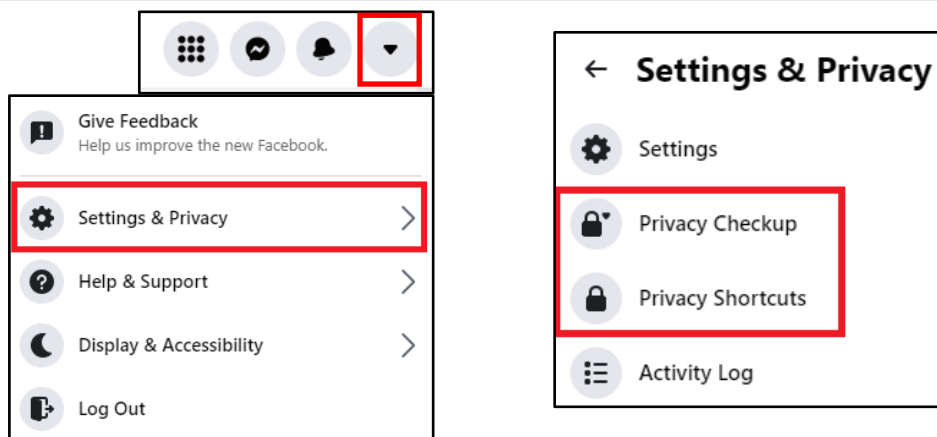 Give Feedback
Help us improve the new Facebook.
Settings & Privacy
Help & Support
Display & Accessibility
Log Out
Settings & Privacy
Settings
Privacy Checkup
Privacy Shortcuts
Activity Log